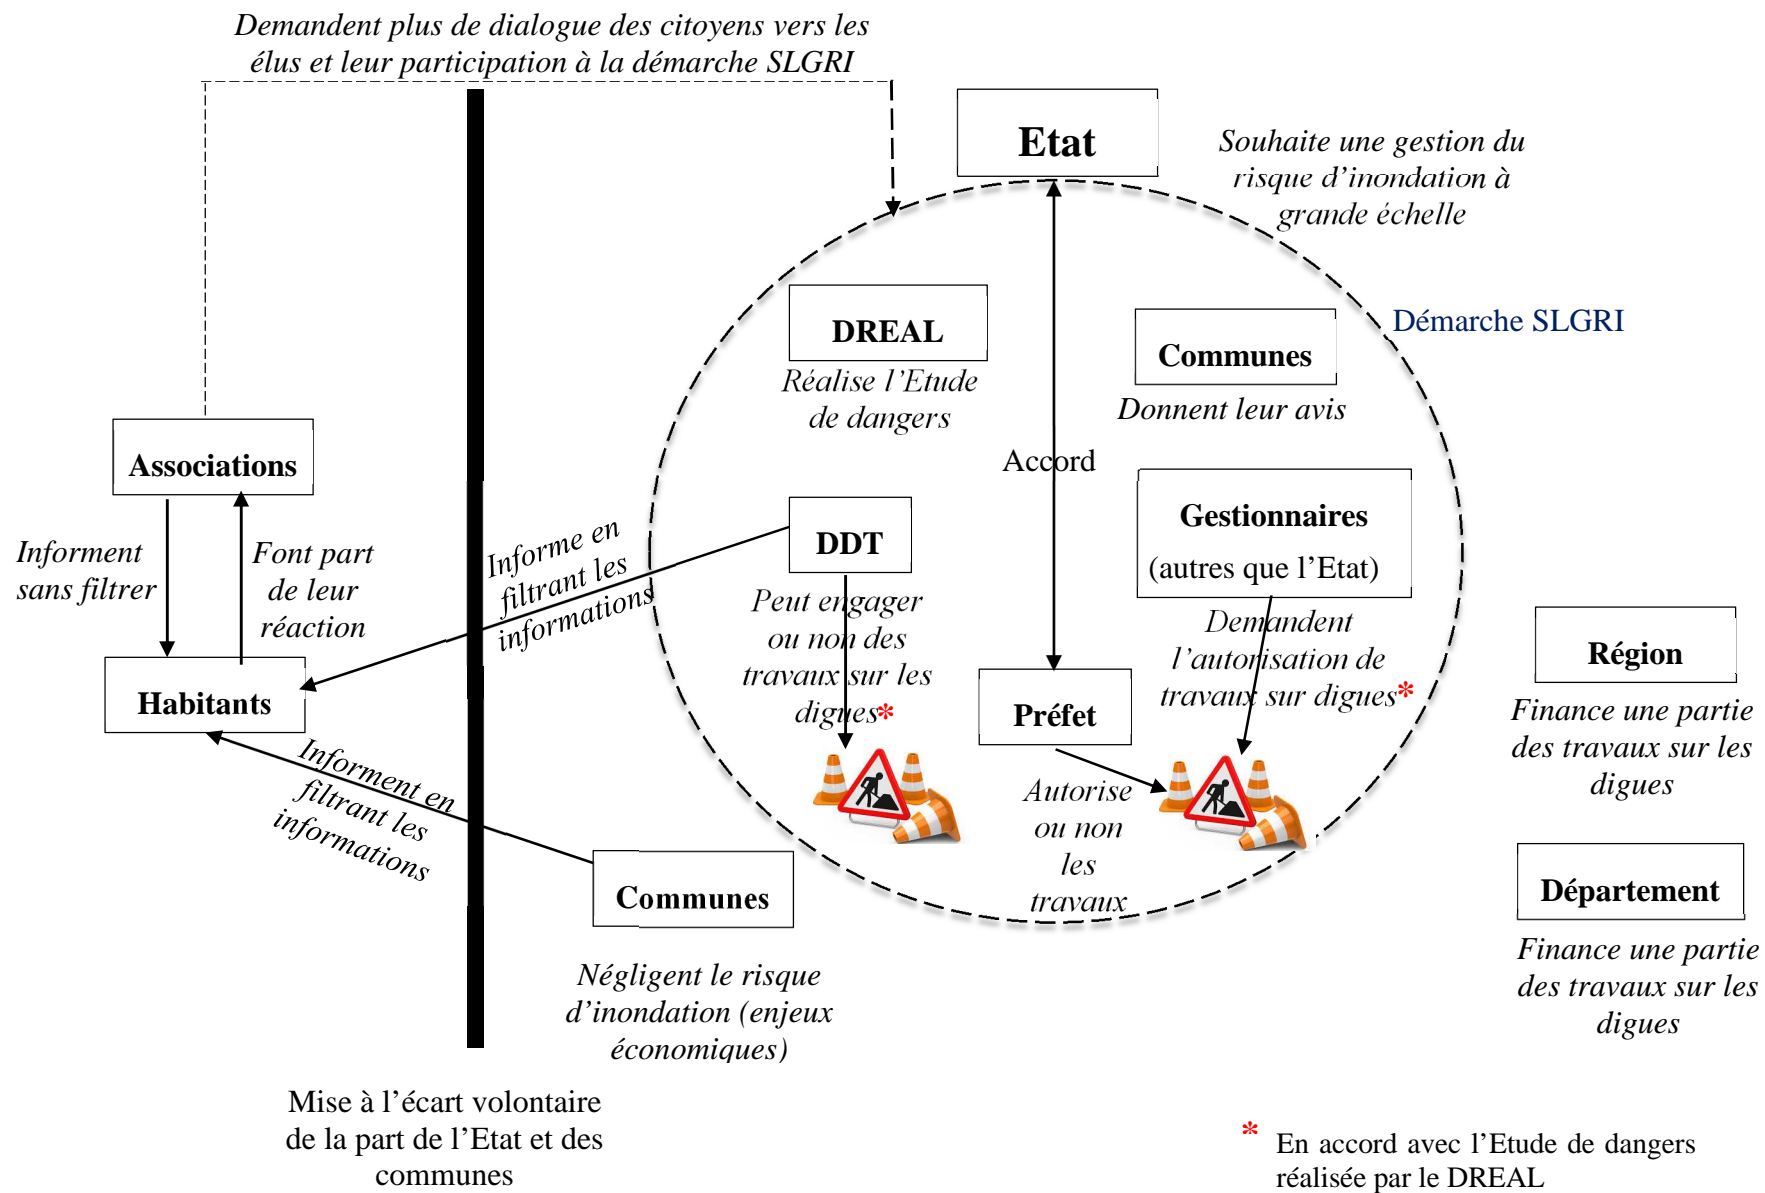 Demandent plus de dialogue des citoyens vers les
élus et leur participation à la démarche SLGRI
Etat
Souhaite une gestion du
risque d’inondation à
grande échelle
Démarche SLGRI
DREAL
Réalise l’Etude
de dangers
Communes
Donnent leur avis
Accord
Associations
Informent
sans filtrer
Font part
de leur
réaction
Habitants
Informe en
filtrant les
informations
DDT
Peut engager
ou non des
travaux sur les
digues*
Gestionnaires
(autres que l’Etat)
Demandent
l’autorisation de
travaux sur digues*
Préfet
Autorise
ou non
les
travaux
Région
Finance une partie
des travaux sur les
digues
Informent en
filtrant les
informations
Communes
Négligent le risque
d’inondation (enjeux
économiques)
Département
Finance une partie
des travaux sur les
digues
Mise à l’écart volontaire
de la part de l’Etat et des
communes
* En accord avec l’Etude de dangers
réalisée par le DREAL